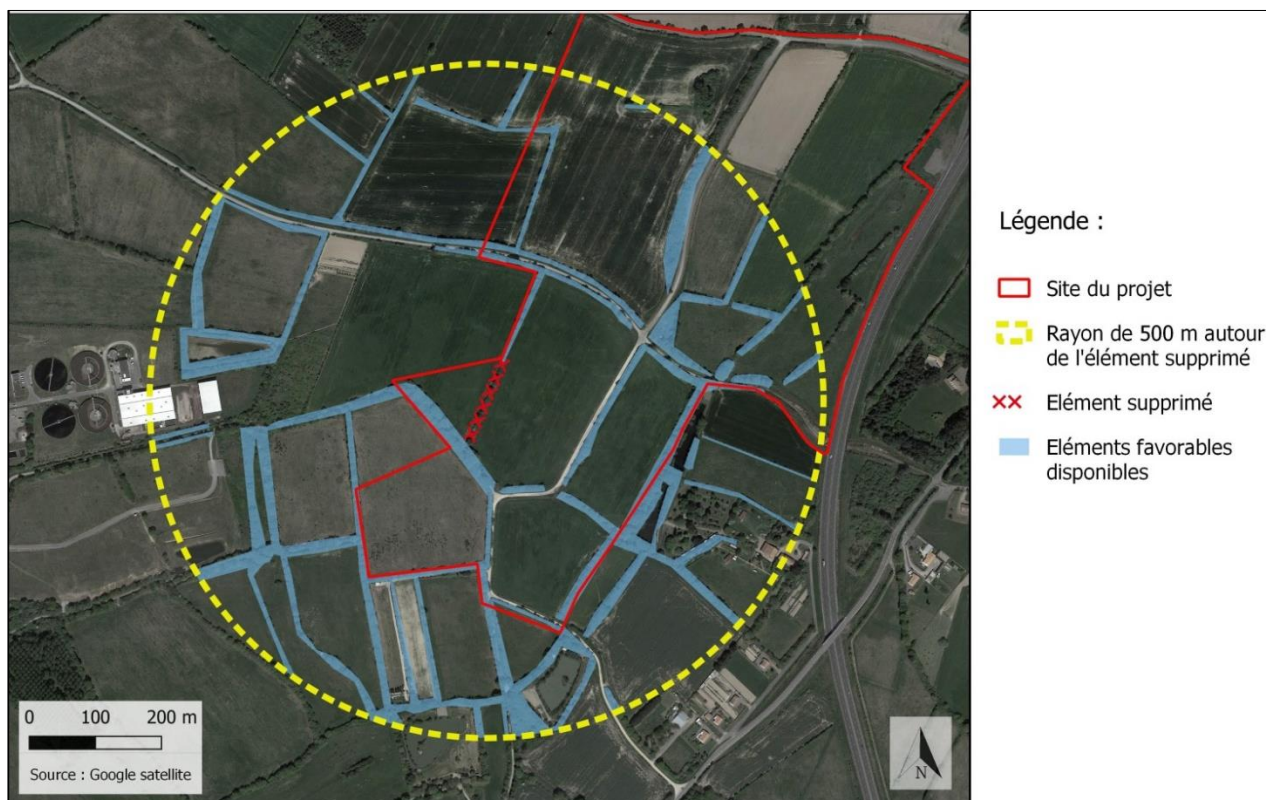 Légende :
Site du projet
Rayon de 500 m autour
de l'élément supprimé
Elément supprimé
Eléments favorables
disponibles
0 100 200 m
Source : Google satellite
N